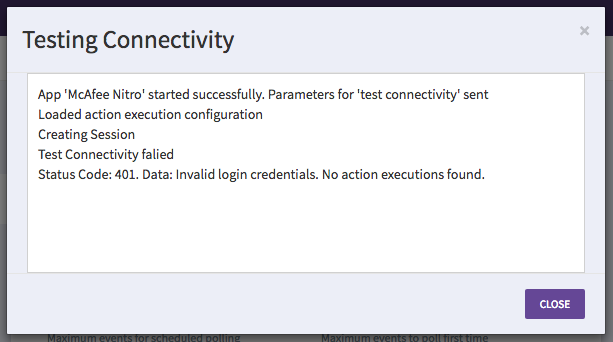 Testing Connectivity
×
App 'McAfee Nitro' started successfully. Parameters for 'test connectivity' sent
Loaded action execution configuration
Creating Session
Test Connectivity falied
Status Code: 401. Data: Invalid login credentials. No action executions found.
CLOSE
Maximum events for scheduled polling
Maximum events to poll first time